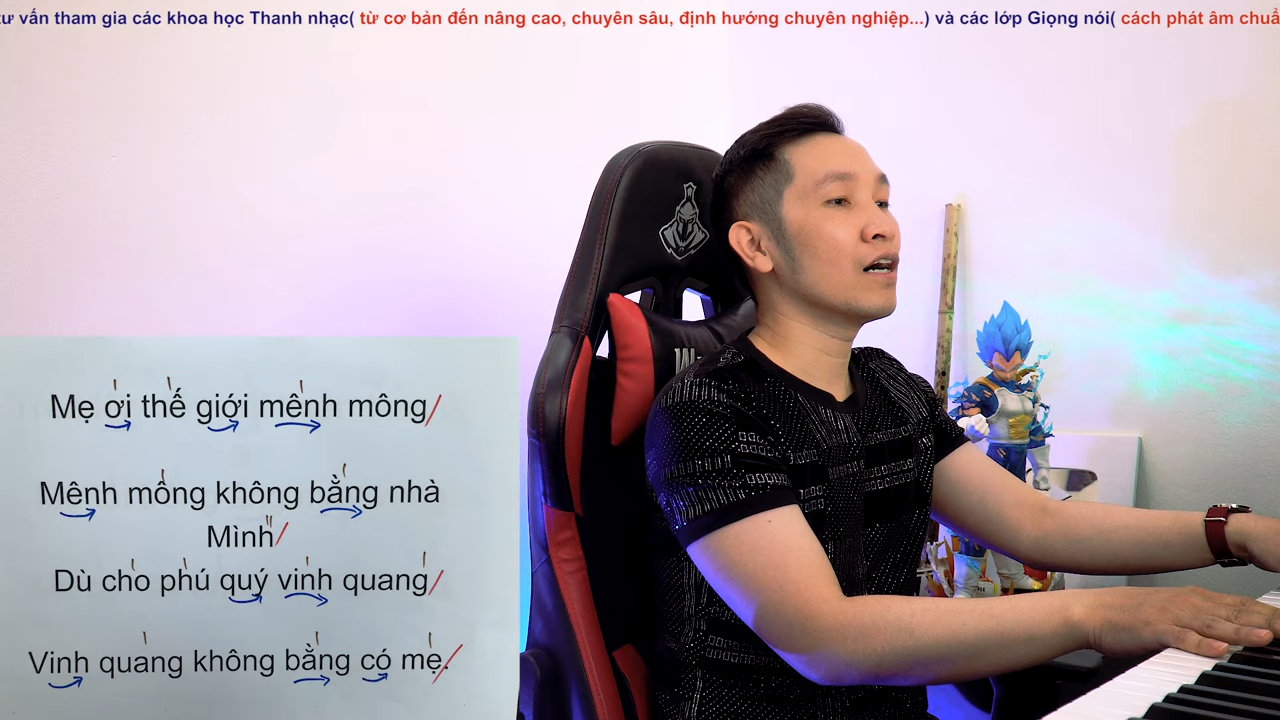 tư vấn tham gia các khoa học Thanh nhạc( từ cơ bản đến nâng cao, chuyên sâu, định hướng chuyên nghiệp...) và các lớp Giọng nói( cách phát âm chuẩ
Mẹ ơi thế giới mênh mông/
Mênh mông không bằng nhà
Mình/
Dù cho phú quý vinh quang/
Vinh quang không bằng có mẹ./